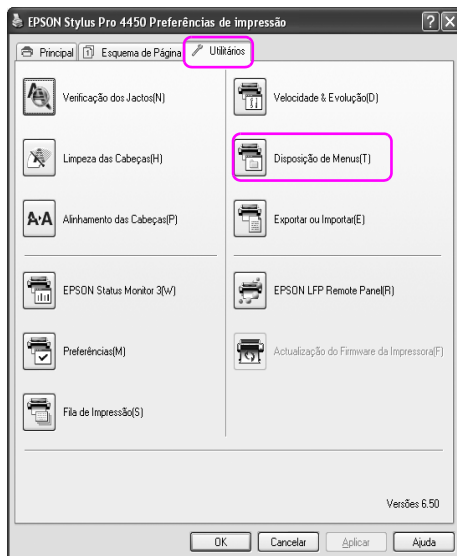 EPSON Stylus Pro 4450 Preferências de impressão
Principal Esquema de Página Utilitários
Verificação dos Jactos(N)
Velocidade & Evolução(D)
Limpeza das Cabeças(H)
Disposição de Menus(T)
A›A Alinhamento das Cabeças(P)
Exportar ou Importar(E)
EPSON Status Monitor 3(W)
EPSON LFP Remote Panel(R)
Preferências(M)
Actualização do Firmware da Impressora(F)
Fila de Impressão(S)
Versões 6.50
OK Cancelar Aplicar Ajuda